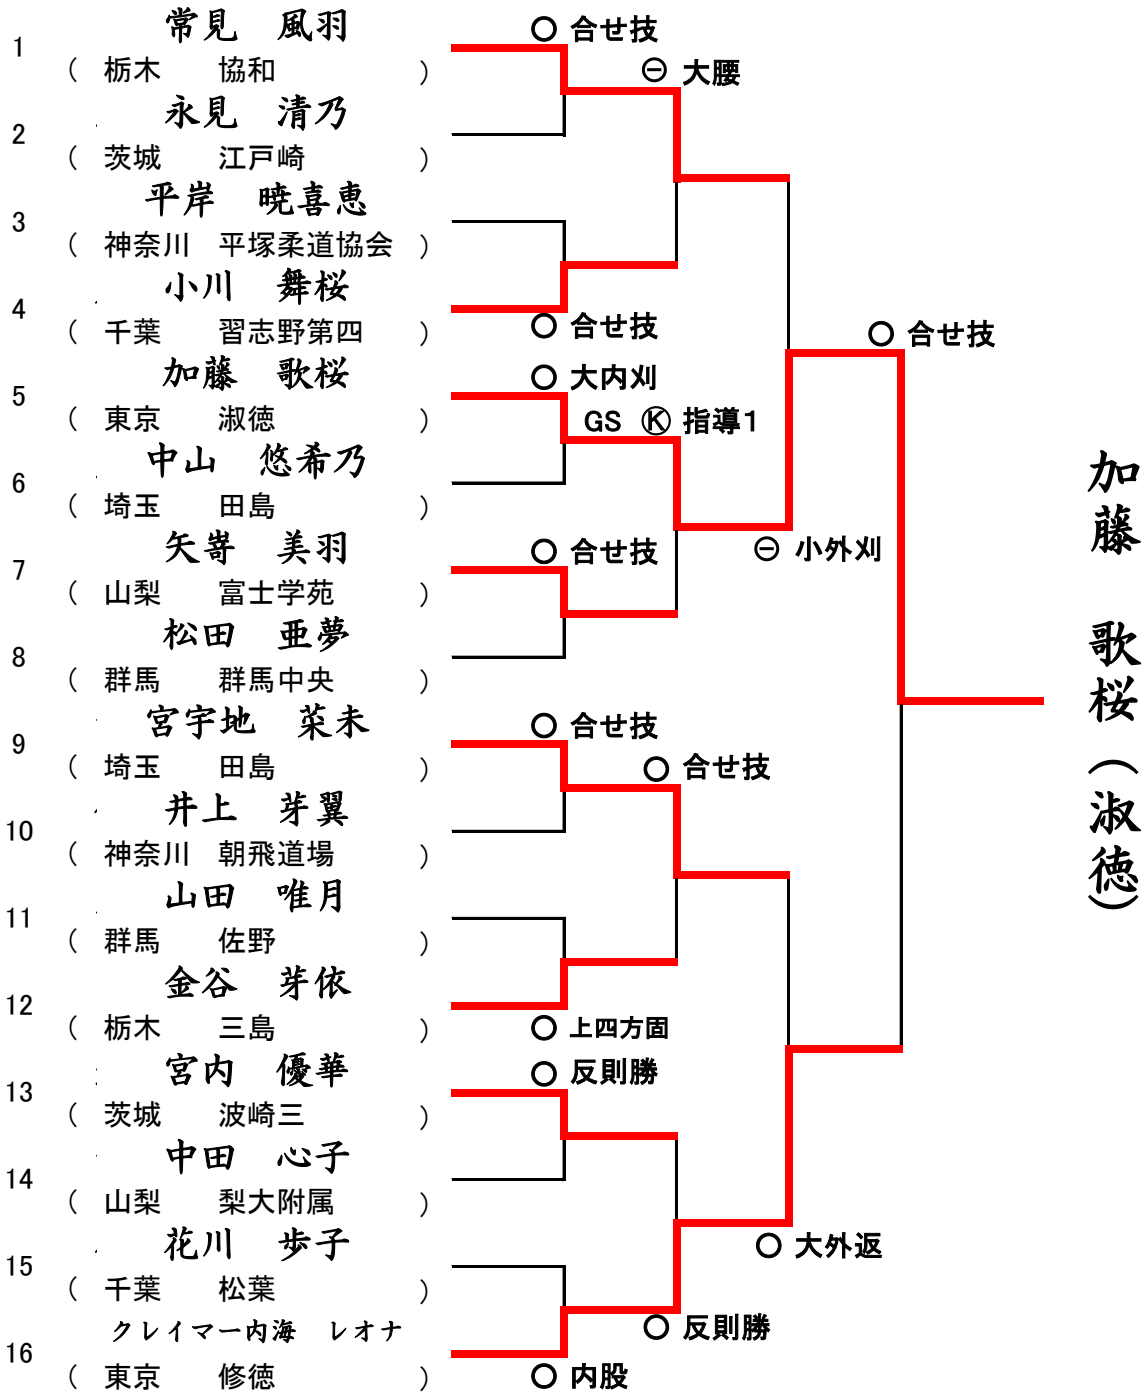 常見　風羽
1
（ 栃木　協和 ）
永見　清乃
2
（ 茨城　江戸崎 ）
平岸　暁喜恵
3
（ 神奈川　平塚柔道協会 ）
小川　舞桜
4
（ 千葉　習志野第四 ）
加藤　歌桜
5
（ 東京　淑徳 ）
中山　悠希乃
6
（ 埼玉　田島 ）
矢嵜　美羽
7
（ 山梨　富士学苑 ）
松田　亜夢
8
（ 群馬　群馬中央 ）
宮宇地　菜未
9
（ 埼玉　田島 ）
井上　芽翼
10
（ 神奈川　朝飛道場 ）
山田　唯月
11
（ 群馬　佐野 ）
金谷　芽依
12
（ 栃木　三島 ）
宮内　優華
13
（ 茨城　波崎三 ）
中田　心子
14
（ 山梨　梨大附属 ）
花川　歩子
15
（ 千葉　松葉 ）
クレイマー内海　レオナ
16
（ 東京　修徳 ）
○ 合せ技
○ 合せ技
○ 大内刈
○ 合せ技
○ 合せ技
○ 上四方固
○ 反則勝
○ 内股
㊀ 大腰
GS Ⓚ 指導1
○ 合せ技
○ 反則勝
㊀ 小外刈
○ 大外返
○ 合せ技
加藤　歌桜（淑徳）